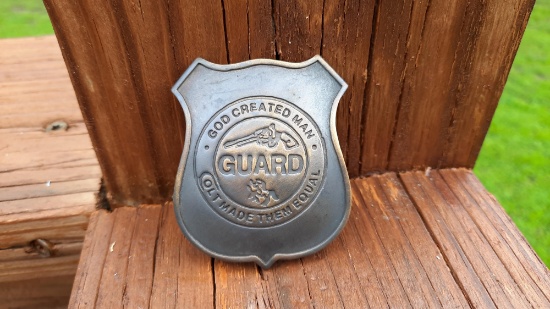 • GOD CREATED MAN •
GUARD
COLT MADE THEM EQUAL